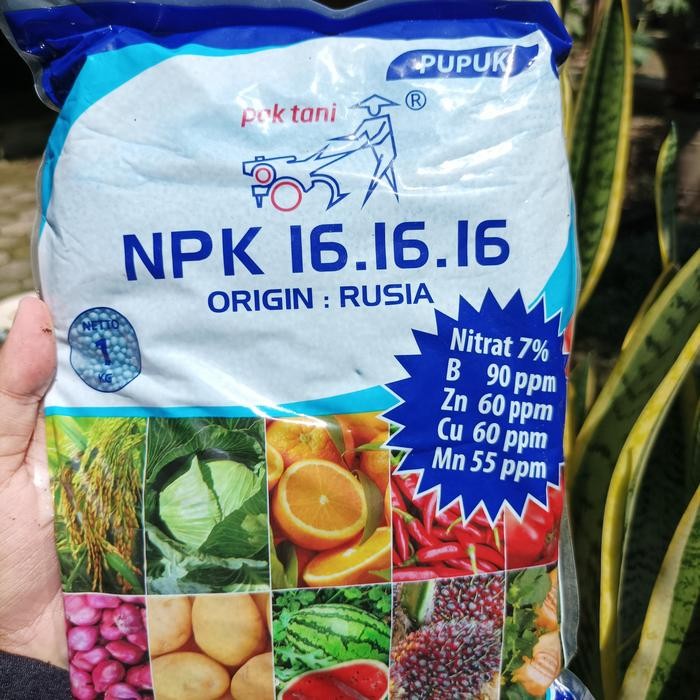 PUPUK
pak tani ®
NPK 16.16.16
ORIGIN : RUSIA
NETTO
1
KG
Nitrat 7%
B 90 ppm
Zn 60 ppm
Cu 60 ppm
Mn 55 ppm